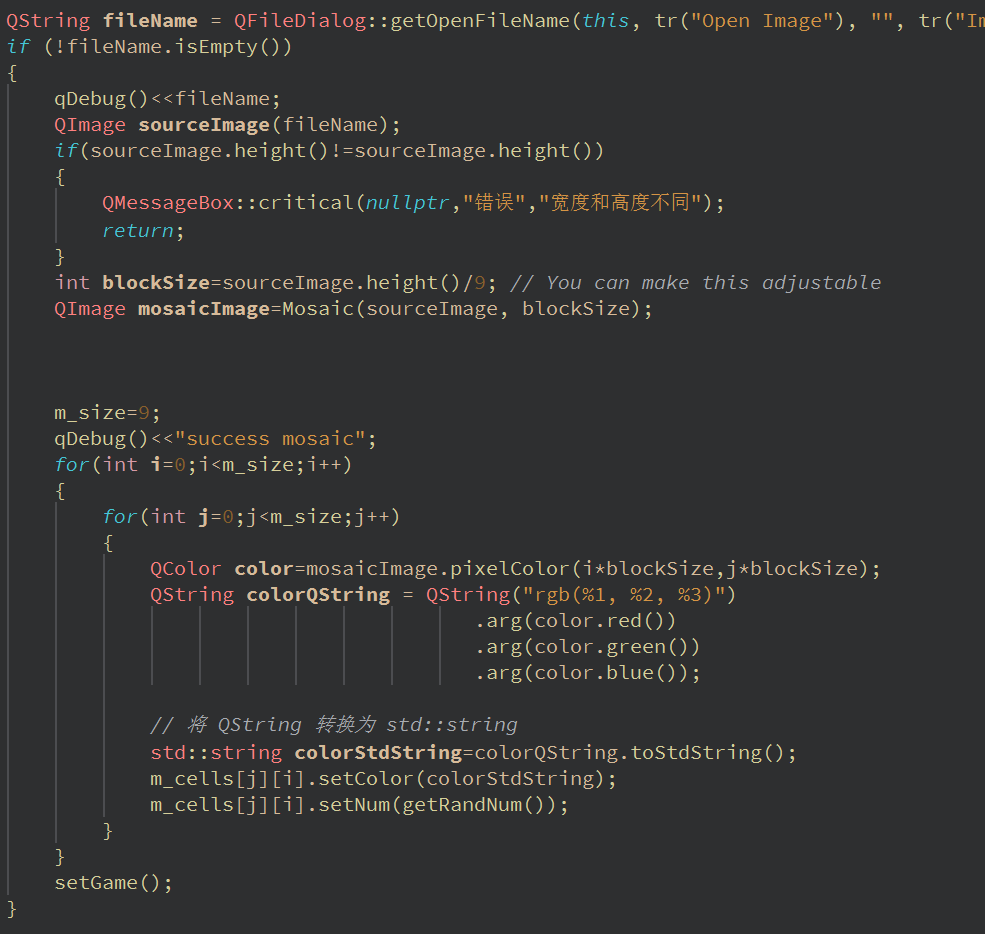 QString fileName = QFileDialog::getOpenFileName(this, tr("Open Image"), "", tr("Im
if (!fileName.isEmpty())
{
    qDebug()<<fileName;
    QImage sourceImage(fileName);
    if(sourceImage.height()!=sourceImage.height())
    {
        QMessageBox::critical(nullptr,"错误","宽度和高度不同");
        return;
    }
    int blockSize=sourceImage.height()/9; // You can make this adjustable
    QImage mosaicImage=Mosaic(sourceImage, blockSize);
    m_size=9;
    qDebug()<<"success mosaic";
    for(int i=0;i<m_size;i++)
    {
        for(int j=0;j<m_size;j++)
        {
            QColor color=mosaicImage.pixelColor(i*blockSize,j*blockSize);
            QString colorQString = QString("rgb(%1, %2, %3)")
                                       .arg(color.red())
                                       .arg(color.green())
                                       .arg(color.blue());
            // 将 QString 转换为 std::string
            std::string colorStdString=colorQString.toStdString();
            m_cells[j][i].setColor(colorStdString);
            m_cells[j][i].setNum(getRandNum());
        }
    }
    setGame();
}